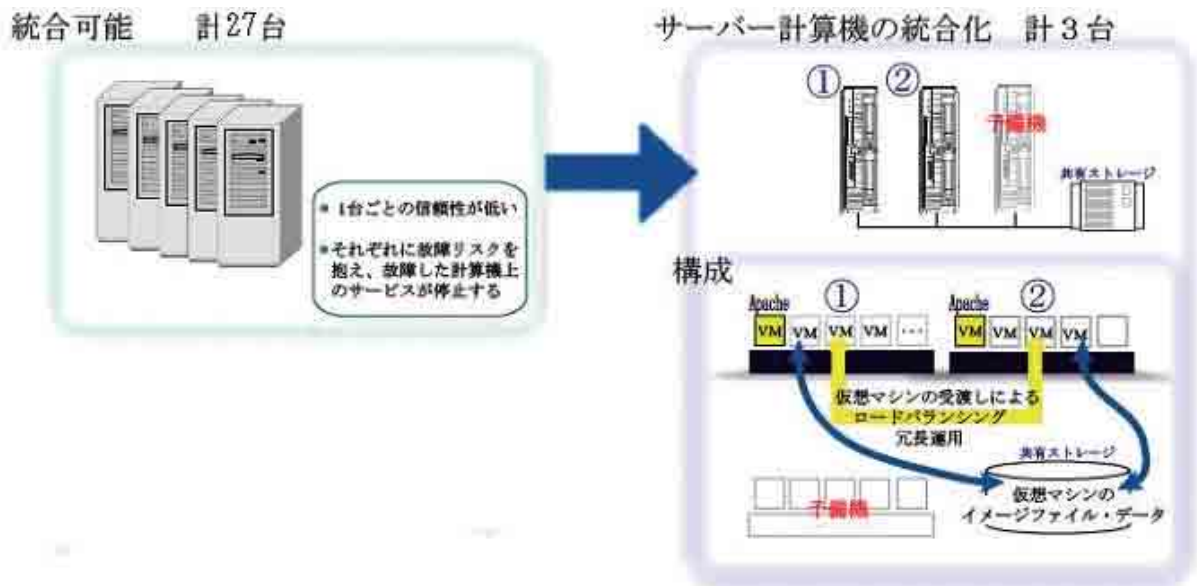 統合可能　計27台
サーバー計算機の統合化　計３台
* 1台ごとの信頼性が低い
* それぞれに故障リスクを
抱え、故障した計算機上
のサービスが停止する
① ②
予備機
共有ストレージ
構成
Apache ① Apache ②
VM VM VM VM ... VM VM VM VM
仮想マシンの受渡しによる
ロードバランシング
冗長運用
共有ストレージ
仮想マシンの
イメージファイル・データ
予備機